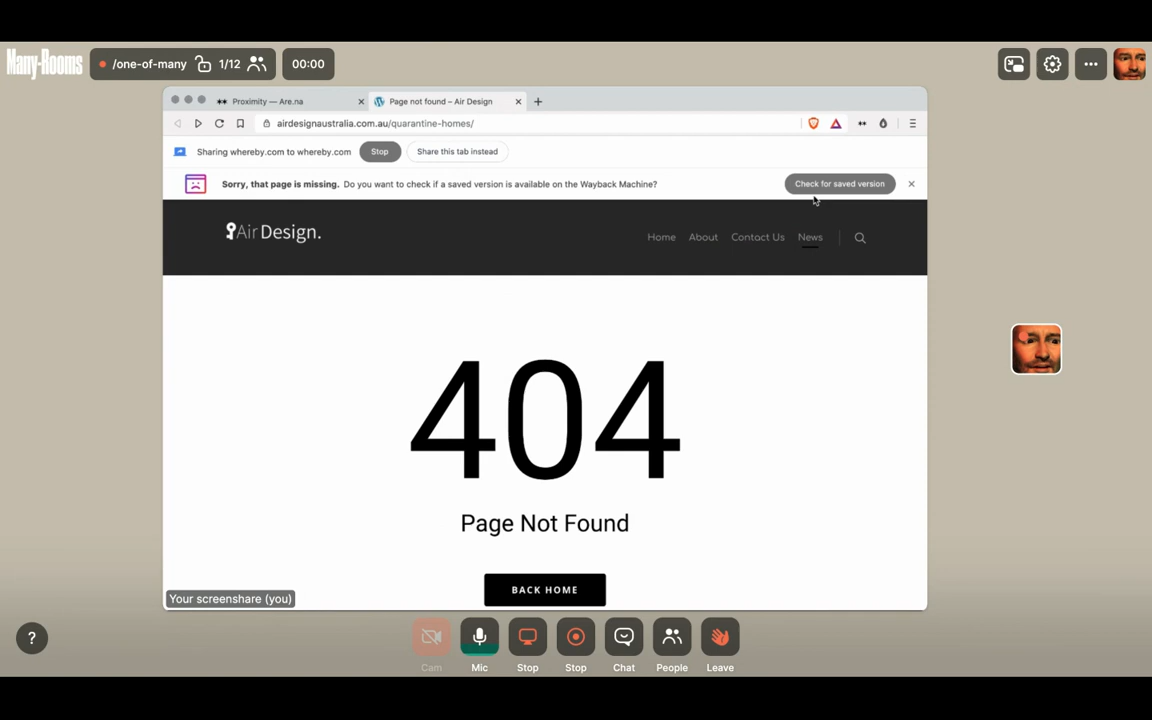 Many-Rooms
/one-of-many
1/12
00:00
Proximity — Are.na
Page not found – Air Design
airdesignaustralia.com.au/quarantine-homes/
Sharing whereby.com to whereby.com
Stop
Share this tab instead
Sorry, that page is missing. Do you want to check if a saved version is available on the Wayback Machine?
Check for saved version
Air Design.
Home
About
Contact Us
News
404
Page Not Found
BACK HOME
Your screenshare (you)
?
Cam
Mic
Stop
Stop
Chat
People
Leave